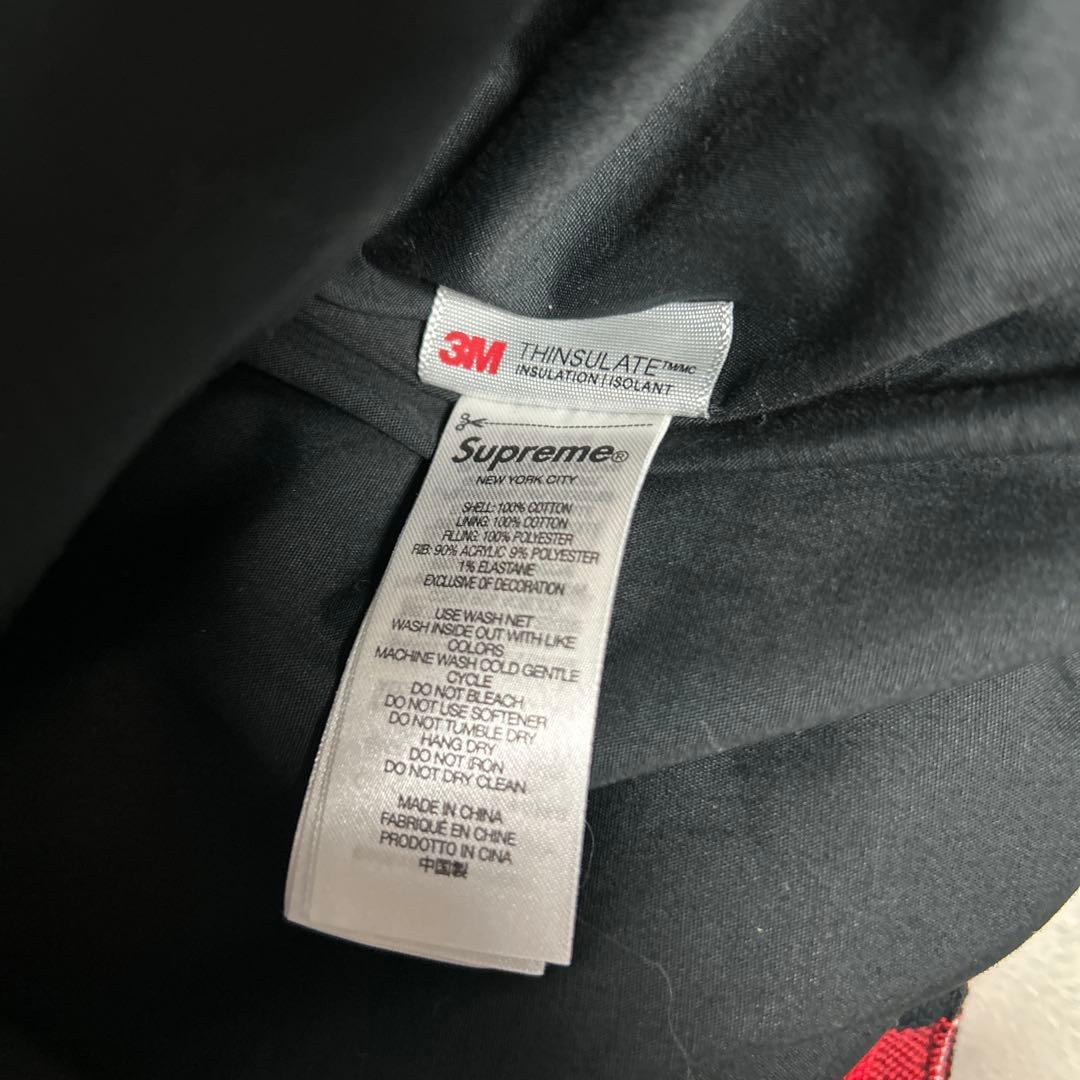 3M THINSULATE™/MC
INSULATION | ISOLANT
Supreme®
NEW YORK CITY
SHELL: 100% COTTON
LINING: 100% COTTON
FILLING: 100% POLYESTER
RIB: 90% ACRYLIC 9% POLYESTER
1% ELASTANE
EXCLUSIVE OF DECORATION
USE WASH NET
WASH INSIDE OUT WITH LIKE
COLORS
MACHINE WASH COLD GENTLE
CYCLE
DO NOT BLEACH
DO NOT USE SOFTENER
DO NOT TUMBLE DRY
HANG DRY
DO NOT IRON
DO NOT DRY CLEAN
MADE IN CHINA
FABRIQUÉ EN CHINE
PRODOTTO IN CINA
中国製